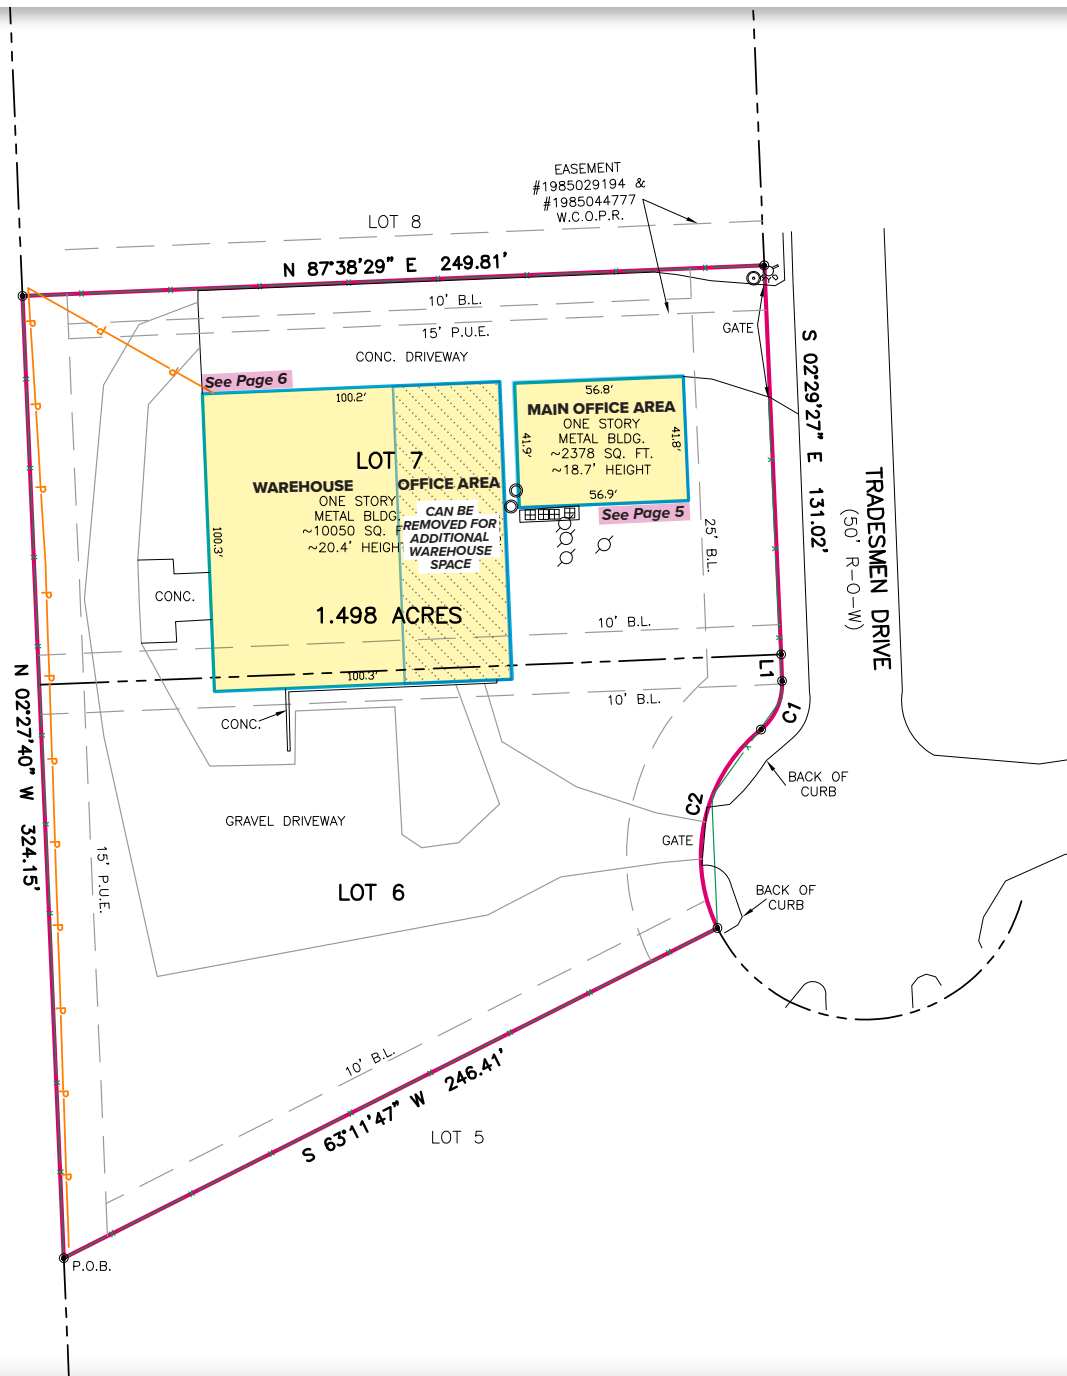 EASEMENT
#1985029194 &
#1985044777
W.C.O.P.R.
LOT 8
N 87°38'29" E 249.81'
10' B.L.
15' P.U.E.
GATE
CONC. DRIVEWAY
S 02°29'27" E 131.02'
TRADESMEN DRIVE
(50' R-O-W)
See Page 6
100.2'
56.8'
MAIN OFFICE AREA
ONE STORY
METAL BLDG.
~2378 SQ. FT.
~18.7' HEIGHT
41.9'
41.8'
56.9'
See Page 5
LOT 7
WAREHOUSE
OFFICE AREA
ONE STORY
METAL BLDG
~10050 SQ. F
~20.4' HEIGH
CAN BE
REMOVED FOR
ADDITIONAL
WAREHOUSE
SPACE
100.3'
25' B.L.
CONC.
1.498 ACRES
10' B.L.
100.3'
L1
10' B.L.
C1
CONC.
N 02°27'40" W 324.15'
BACK OF
CURB
C2
GRAVEL DRIVEWAY
GATE
15' P.U.E.
LOT 6
BACK OF
CURB
10' B.L.
S 63°11'47" W 246.41'
LOT 5
P.O.B.
P
P
P
P
P
P
P
P
P
P
P
P
P